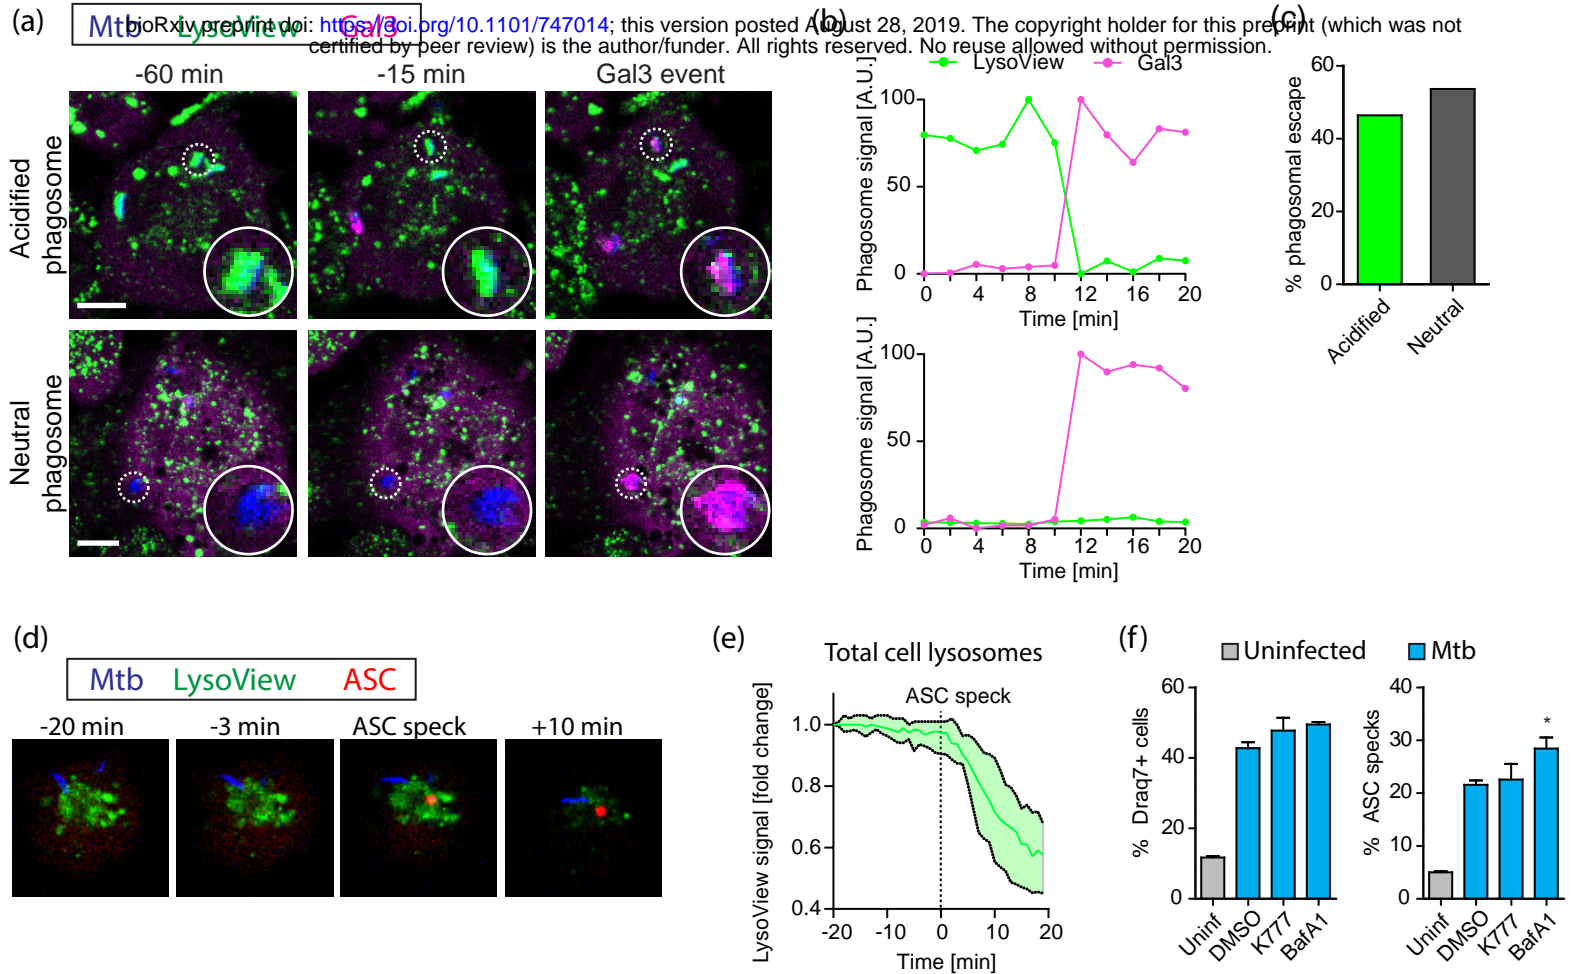 (a)
Mtb LysoView Gal3
bioRxiv preprint doi: https://doi.org/10.1101/747014; this version posted August 28, 2019. The copyright holder for this preprint (which was not
certified by peer review) is the author/funder. All rights reserved. No reuse allowed without permission.
-60 min
-15 min
Gal3 event
Acidified
phagosome
Neutral
phagosome
(b)
LysoView
Gal3
Phagosome signal [A.U.]
100
50
0
0 4 8 12 16 20
Time [min]
Phagosome signal [A.U.]
100
50
0
0 4 8 12 16 20
Time [min]
(c)
% phagosomal escape
60
40
20
0
Acidified
Neutral
(d)
Mtb LysoView ASC
-20 min
-3 min
ASC speck
+10 min
(e)
Total cell lysosomes
ASC speck
LysoView signal [fold change]
1.0
0.8
0.6
0.4
-20 -10 0 10 20
Time [min]
(f)
Uninfected
Mtb
% Draq7+ cells
60
40
20
0
Uninf
DMSO
K777
BafA1
% ASC specks
40
30
20
10
0
*
Uninf
DMSO
K777
BafA1